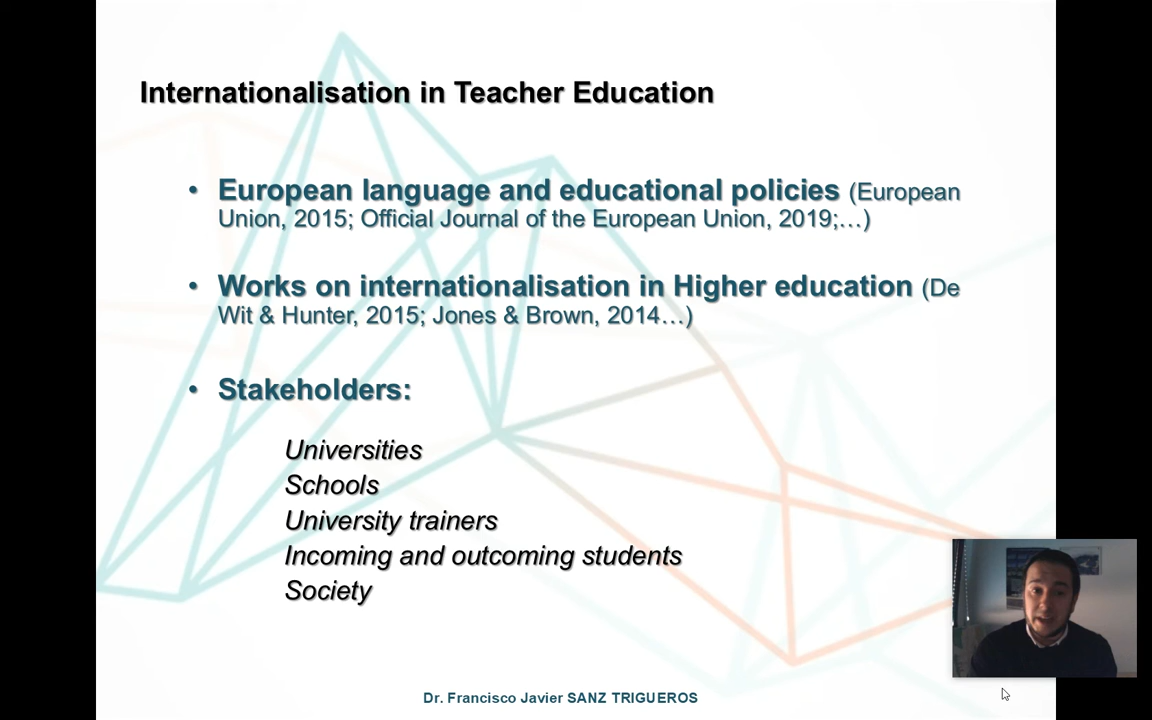 Internationalisation in Teacher Education
• European language and educational policies (European
Union, 2015; Official Journal of the European Union, 2019;…)
• Works on internationalisation in Higher education (De
Wit & Hunter, 2015; Jones & Brown, 2014…)
• Stakeholders:
Universities
Schools
University trainers
Incoming and outcoming students
Society
Dr. Francisco Javier SANZ TRIGUEROS